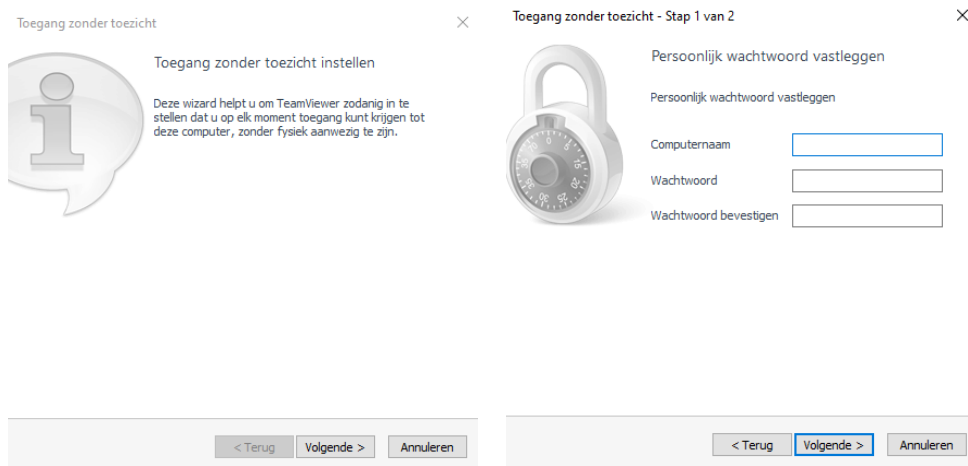 Toegang zonder toezicht
Toegang zonder toezicht instellen
Deze wizard helpt u om TeamViewer zodanig in te
stellen dat u op elk moment toegang kunt krijgen tot
deze computer, zonder fysiek aanwezig te zijn.
< Terug
Volgende >
Annuleren
Toegang zonder toezicht - Stap 1 van 2
Persoonlijk wachtwoord vastleggen
Persoonlijk wachtwoord vastleggen
Computernaam
Wachtwoord
Wachtwoord bevestigen
< Terug
Volgende >
Annuleren